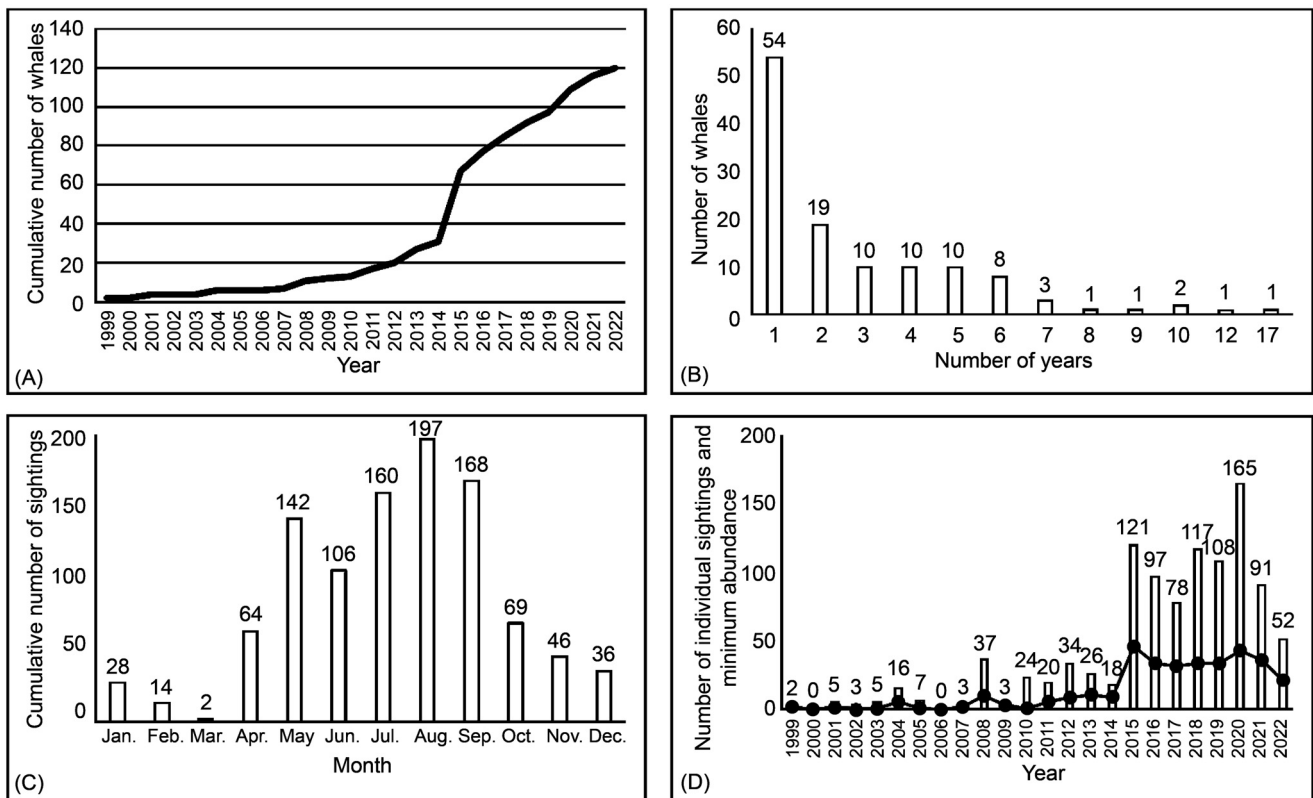 140
120
100
80
60
40
20
0
Cumulative number of whales
1999 2000 2001 2002 2003 2004 2005 2006 2007 2008 2009 2010 2011 2012 2013 2014 2015 2016 2017 2018 2019 2020 2021 2022
Year
(A)
60
50
40
30
20
10
0
Number of whales
54 19 10 10 10 8 3 1 1 2 1 1
1 2 3 4 5 6 7 8 9 10 12 17
Number of years
(B)
200
150
100
50
0
Cumulative number of sightings
28 14 2 64 142 106 160 197 168 69 46 36
Jan. Feb. Mar. Apr. May Jun. Jul. Aug. Sep. Oct. Nov. Dec.
Month
(C)
200
150
100
50
0
Number of individual sightings and
minimum abundance
2 0 5 3 5 16 7 0 3 37 3 24 20 34 26 18 121 97 78 117 108 165 91 52
1999 2000 2001 2002 2003 2004 2005 2006 2007 2008 2009 2010 2011 2012 2013 2014 2015 2016 2017 2018 2019 2020 2021 2022
Year
(D)